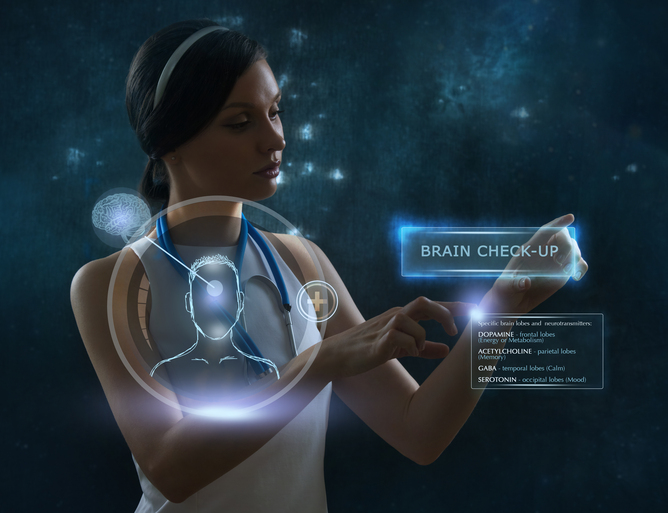 BRAIN CHECK-UP
Specific brain lobes and neurotransmitters:
DOPAMINE - frontal lobes
(Energy or Metabolism)
ACETYLCHOLINE - parietal lobes
(Memory)
GABA - temporal lobes (Calm)
SEROTONIN - occipital lobes (Mood)